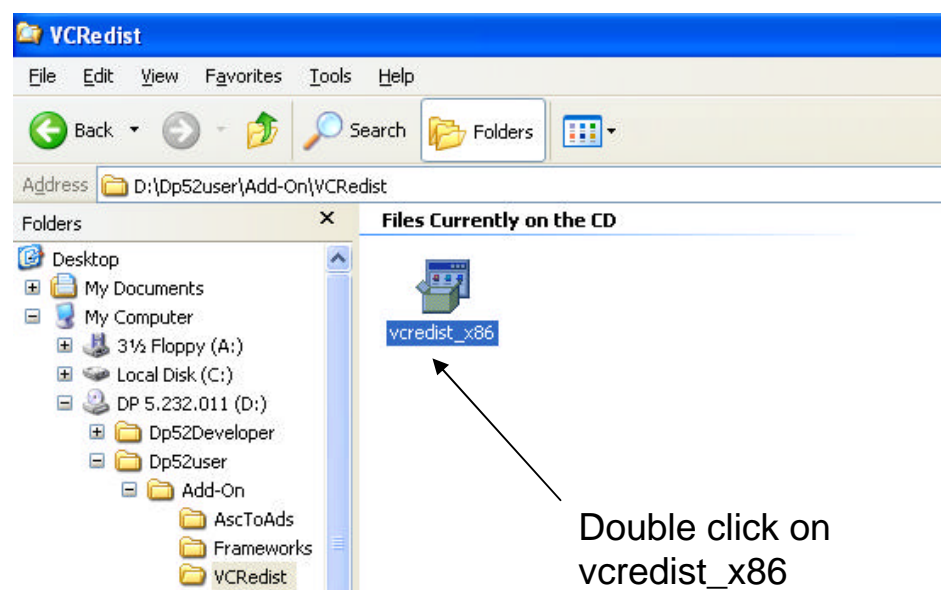 VCRedist
File Edit View Favorites Tools Help
Back Search Folders
Address D:\Dp52user\Add-On\VCRedist
Folders × Files Currently on the CD
Desktop
My Documents
My Computer
3½ Floppy (A:)
Local Disk (C:)
DP 5.232.011 (D:)
Dp52Developer
Dp52user
Add-On
AscToAds
Frameworks
VCRedist
vcredist_x86
Double click on
vcredist_x86